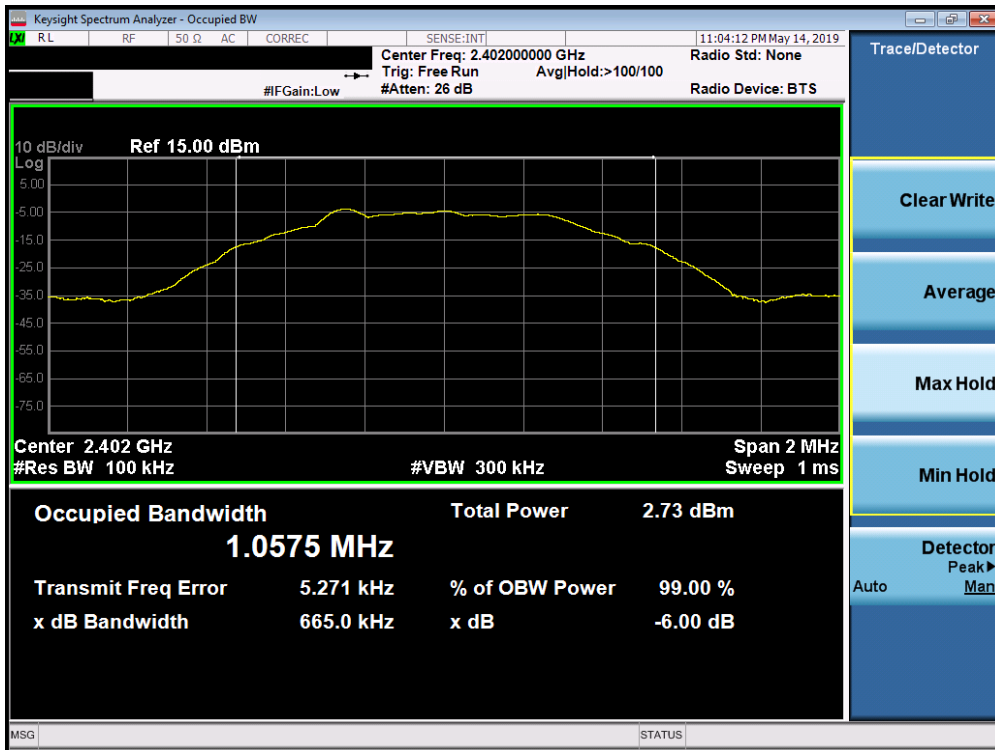 Keysight Spectrum Analyzer - Occupied BW
LXI RL RF 50 Ω AC CORREC SENSE:INT 11:04:12 PM May 14, 2019
Center Freq: 2.402000000 GHz Radio Std: None
Trig: Free Run Avg|Hold:>100/100
#IFGain:Low #Atten: 26 dB Radio Device: BTS
10 dB/div Ref 15.00 dBm
Log
5.00
-5.00
-15.0
-25.0
-35.0
-45.0
-55.0
-65.0
-75.0
Center 2.402 GHz Span 2 MHz
#Res BW 100 kHz #VBW 300 kHz Sweep 1 ms
Occupied Bandwidth Total Power 2.73 dBm
1.0575 MHz
Transmit Freq Error 5.271 kHz % of OBW Power 99.00 %
x dB Bandwidth 665.0 kHz x dB -6.00 dB
MSG STATUS
Trace/Detector
Clear Write
Average
Max Hold
Min Hold
Detector
Peak▶
Auto Man